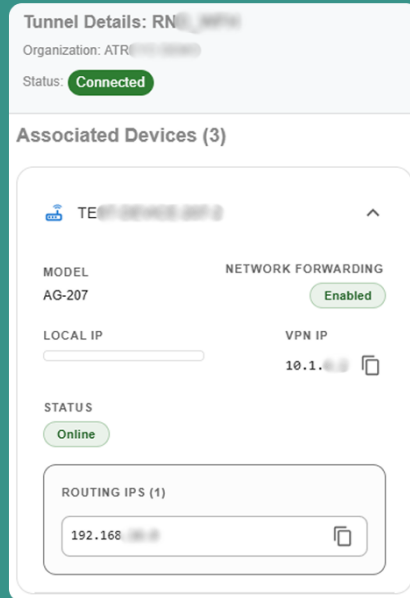 Tunnel Details: RN
Organization: ATR
Status: Connected
Associated Devices (3)
TE
MODEL
NETWORK FORWARDING
AG-207
Enabled
LOCAL IP
VPN IP
10.1.
STATUS
Online
ROUTING IPS (1)
192.168